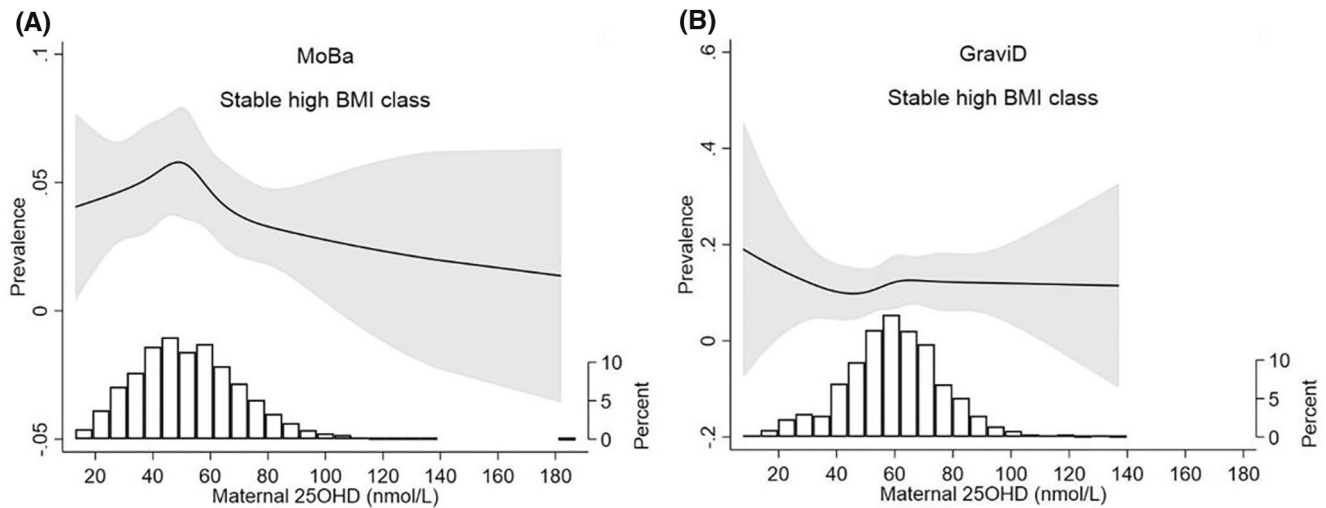 (A)
MoBa
Stable high BMI class
Prevalence
.1
.05
0
-.05
10
5
0
Percent
20 40 60 80 100 120 140 160 180
Maternal 25OHD (nmol/L)
(B)
GraviD
Stable high BMI class
Prevalence
.6
.4
.2
0
-.2
10
5
0
Percent
20 40 60 80 100 120 140 160 180
Maternal 25OHD (nmol/L)